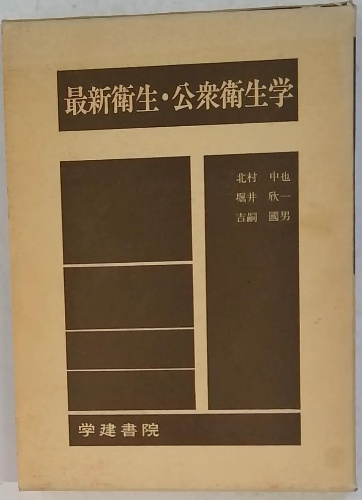 最新衛生・公衆衛生学
北村 中也
堀井 欣一
吉嗣 國男
学建書院